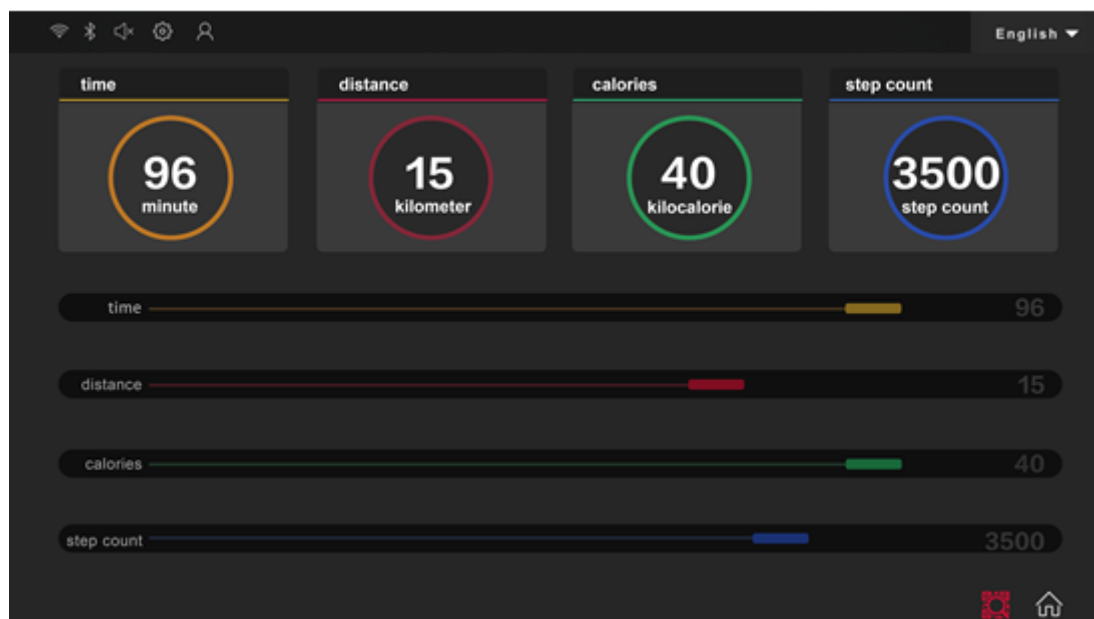 English
time
distance
calories
step count
96
minute
15
kilometer
40
kilocalorie
3500
step count
time 96
distance 15
calories 40
step count 3500